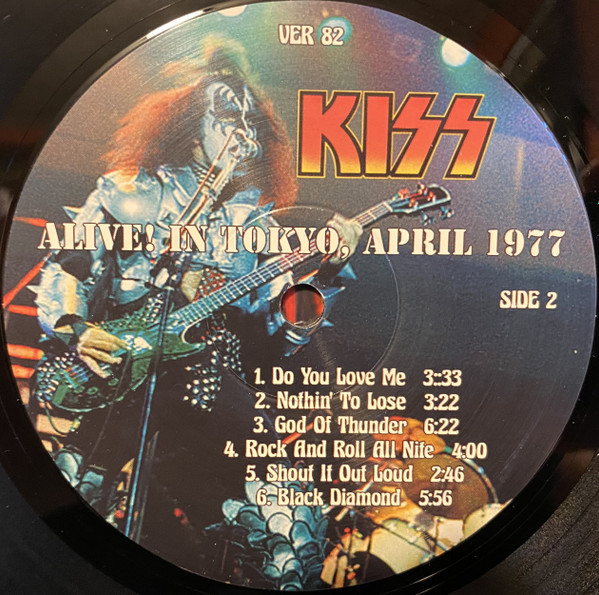 VER 82
KISS
ALIVE! IN TOKYO, APRIL 1977
SIDE 2
1. Do You Love Me 3::33
2. Nothin' To Lose 3:22
3. God Of Thunder 6:22
4. Rock And Roll All Nite 4:00
5. Shout It Out Loud 2:46
6. Black Diamond 5:56